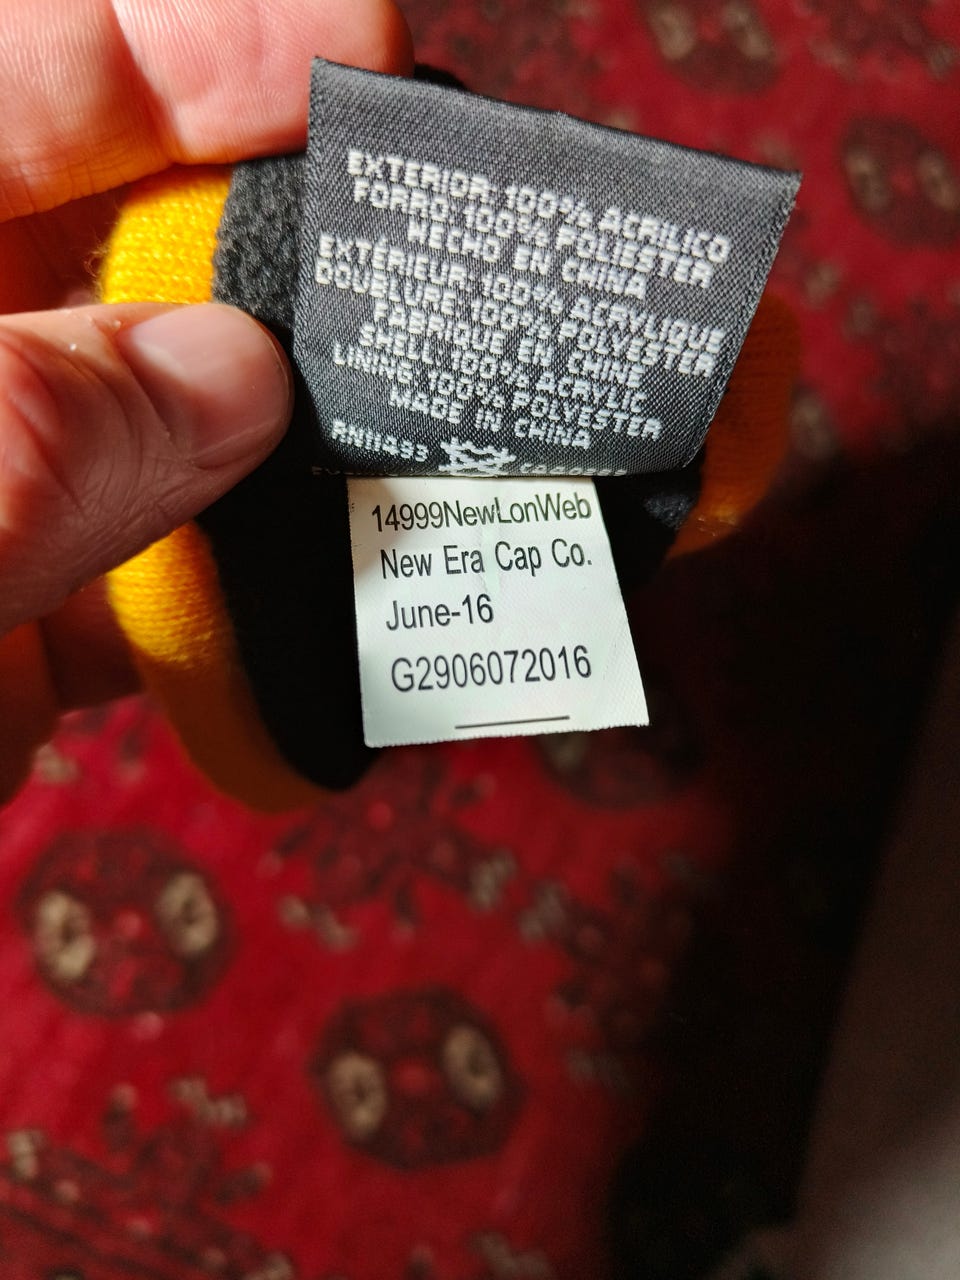 EXTERIOR: 100% ACRILICO
FORRO: 100% POLIESTER
HECHO EN CHINA
EXTÉRIEUR: 100% ACRYLIQUE
DOUBLURE: 100% POLYESTER
FABRIQUE EN CHINE
SHELL: 100% ACRYLIC
LINING: 100% POLYESTER
MADE IN CHINA
RN111493
14999NewLonWeb
New Era Cap Co.
June-16
G2906072016